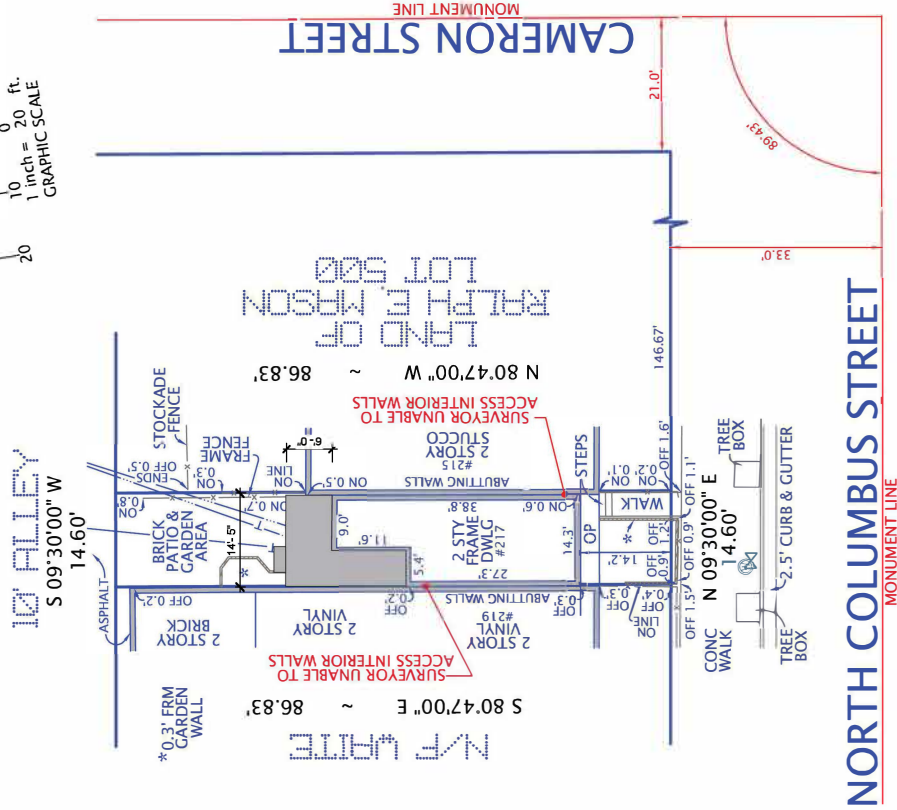 MONUMENT LINE
CAMERON STREET
20
10
0
1 inch = 20 ft.
GRAPHIC SCALE
21.0'
89°43'
33.0'
146.67'
LAND OF
RALPH E. MASON
LOT 500
N 80°47'00" W ~ 86.83'
SURVEYOR UNABLE TO
ACCESS INTERIOR WALLS
10' ALLEY
S 09°30'00" W
14.60'
STOCKADE
FENCE
FRAME
FENCE
6'-0"
2 STORY
STUCCO
#215
ABUTTING WALLS
STEPS
ENDS
OFF 0.5'
0.3'
ON
ON
0.8'
ON 0.7'
LINE
ON
ON 0.5'
ON 0.6'
38.8'
BRICK
PATIO &
GARDEN
AREA
14'-5"
*
9.0'
11.6'
5.4'
2 STY
FRAME
DWLG
#217
27.3'
14.3'
OP
WALK
*
14.2'
ON 0.1'
0.2'
OFF 1.6'
OFF 1.1'
OFF
1.2'
OFF 0.9'
OFF
0.9'
N 09°30'00" E
14.60'
TREE
BOX
2.5' CURB & GUTTER
ASPHALT
OFF 0.2'
2 STORY
BRICK
2 STORY
VINYL
OFF
0.2'
ABUTTING WALLS
2 STORY
VINYL
#219
OFF
0.3'
OFF
0.3'
OFF
0.4'
LINE
ON
OFF 1.5'
CONC
WALK
TREE
BOX
SURVEYOR UNABLE TO
ACCESS INTERIOR WALLS
*0.3' FRM
GARDEN
WALL
S 80°47'00" E ~ 86.83'
N/F WHITE
NORTH COLUMBUS STREET
MONUMENT LINE